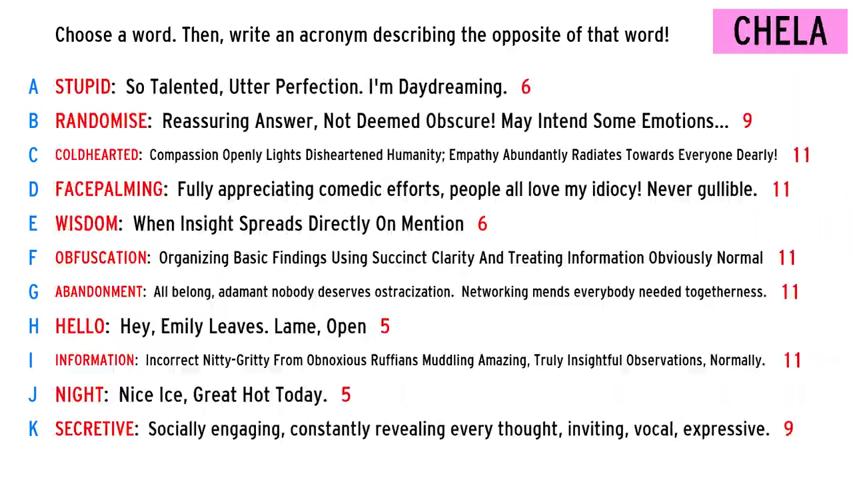 Choose a word. Then, write an acronym describing the opposite of that word!
CHELA
A STUPID: So Talented, Utter Perfection. I'm Daydreaming. 6
B RANDOMISE: Reassuring Answer, Not Deemed Obscure! May Intend Some Emotions... 9
C COLDHEARTED: Compassion Openly Lights Disheartened Humanity; Empathy Abundantly Radiates Towards Everyone Dearly! 11
D FACEPALMING: Fully appreciating comedic efforts, people all love my idiocy! Never gullible. 11
E WISDOM: When Insight Spreads Directly On Mention 6
F OBFUSCATION: Organizing Basic Findings Using Succinct Clarity And Treating Information Obviously Normal 11
G ABANDONMENT: All belong, adamant nobody deserves ostracization. Networking mends everybody needed togetherness. 11
H HELLO: Hey, Emily Leaves. Lame, Open 5
I INFORMATION: Incorrect Nitty-Gritty From Obnoxious Ruffians Muddling Amazing, Truly Insightful Observations, Normally. 11
J NIGHT: Nice Ice, Great Hot Today. 5
K SECRETIVE: Socially engaging, constantly revealing every thought, inviting, vocal, expressive. 9